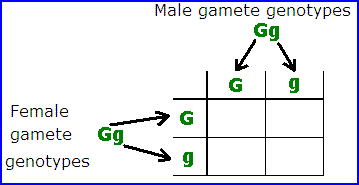 Male gamete genotypes
Gg
G g
Female
gamete Gg
genotypes
G
g